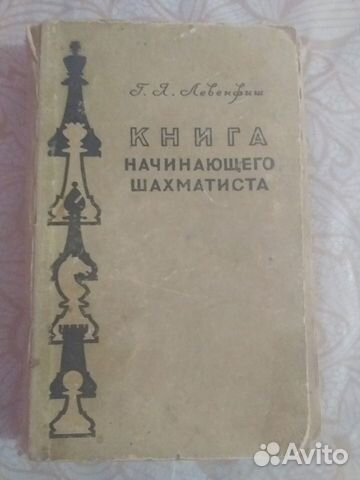 Г. Я. Левенфиш
КНИГА
НАЧИНАЮЩЕГО
ШАХМАТИСТА
Avito